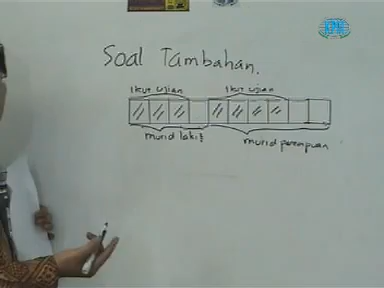 Soal Tambahan.
Ikut ujian Ikut ujian
murid laki² murid perempuan